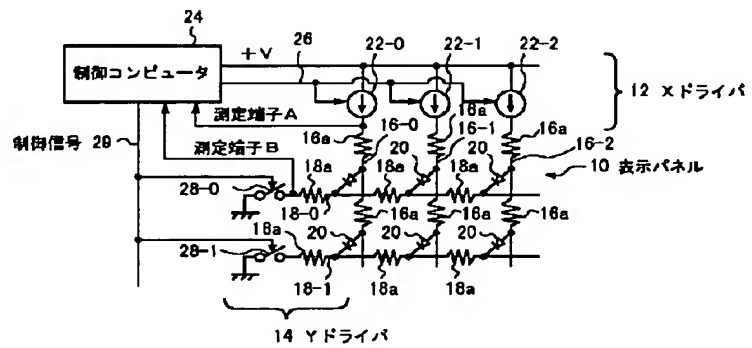 24
+V
26
22-0
22-1
22-2
制御コンピュータ
12 Xドライバ
測定端子A
16a
16-0
16a
16-1
16a
16-2
制御信号 29
測定端子B
18a
20
18a
20
18a
20
10 表示パネル
28-0
18-0
16a
16a
16a
18a
20
20
20
28-1
18-1
18a
18a
14 Yドライバ